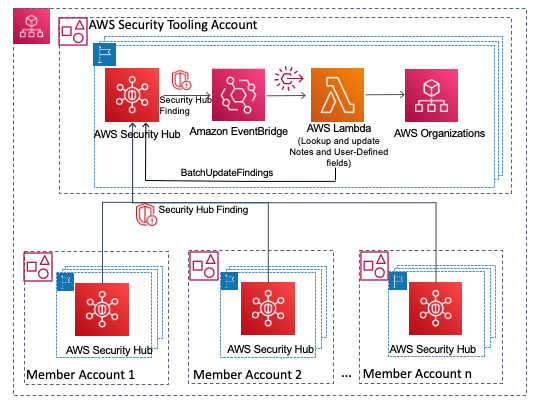 AWS Security Tooling Account
Security Hub
Finding
AWS Security Hub
Amazon EventBridge
AWS Lambda
(Lookup and update
Notes and User-Defined
fields)
AWS Organizations
BatchUpdateFindings
Security Hub Finding
AWS Security Hub
AWS Security Hub
AWS Security Hub
Member Account 1
Member Account 2
...
Member Account n